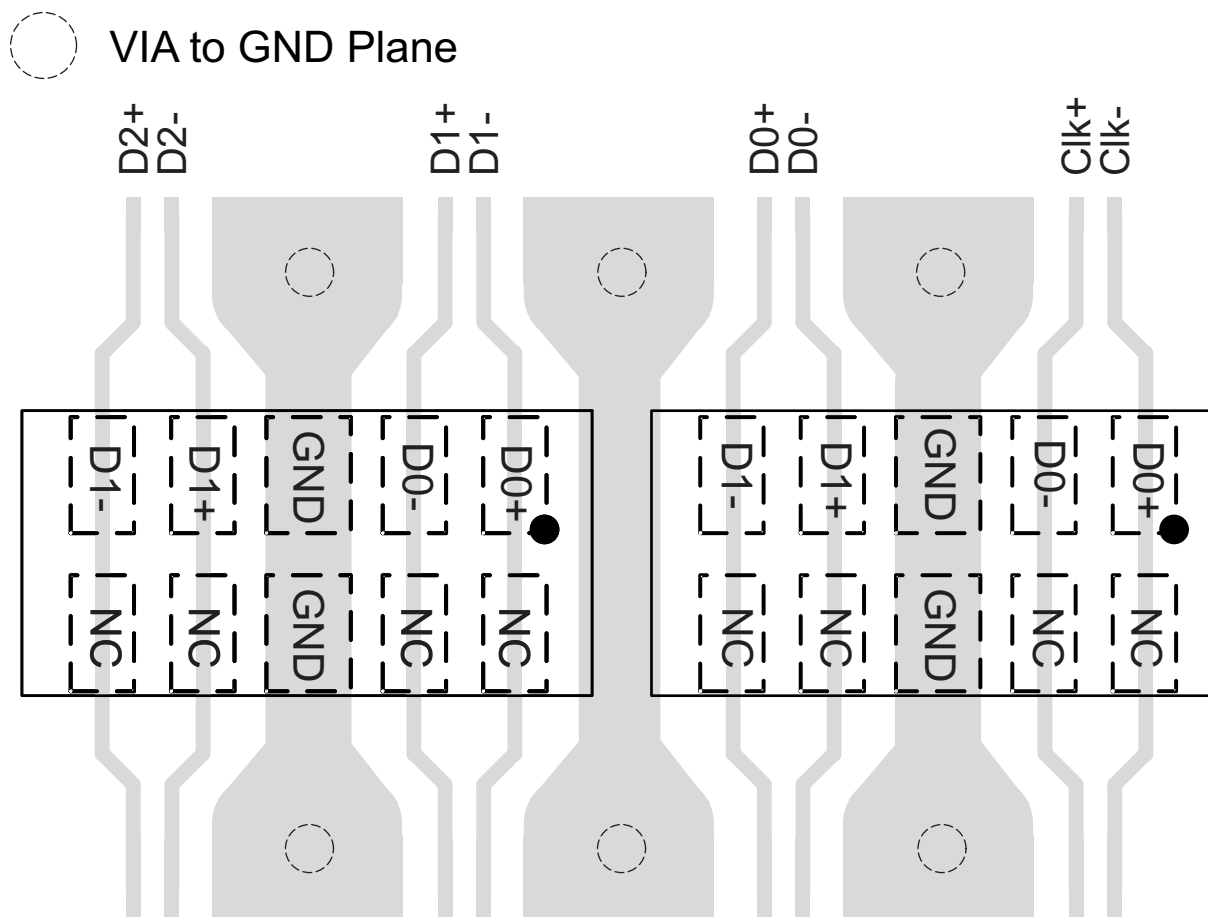 VIA to GND Plane
D2+
D2-
D1+
D1-
D0+
D0-
Clk+
Clk-
D1-
D1+
GND
D0-
D0+
D1-
D1+
GND
D0-
D0+
NC
NC
GND
NC
NC
NC
NC
GND
NC
NC